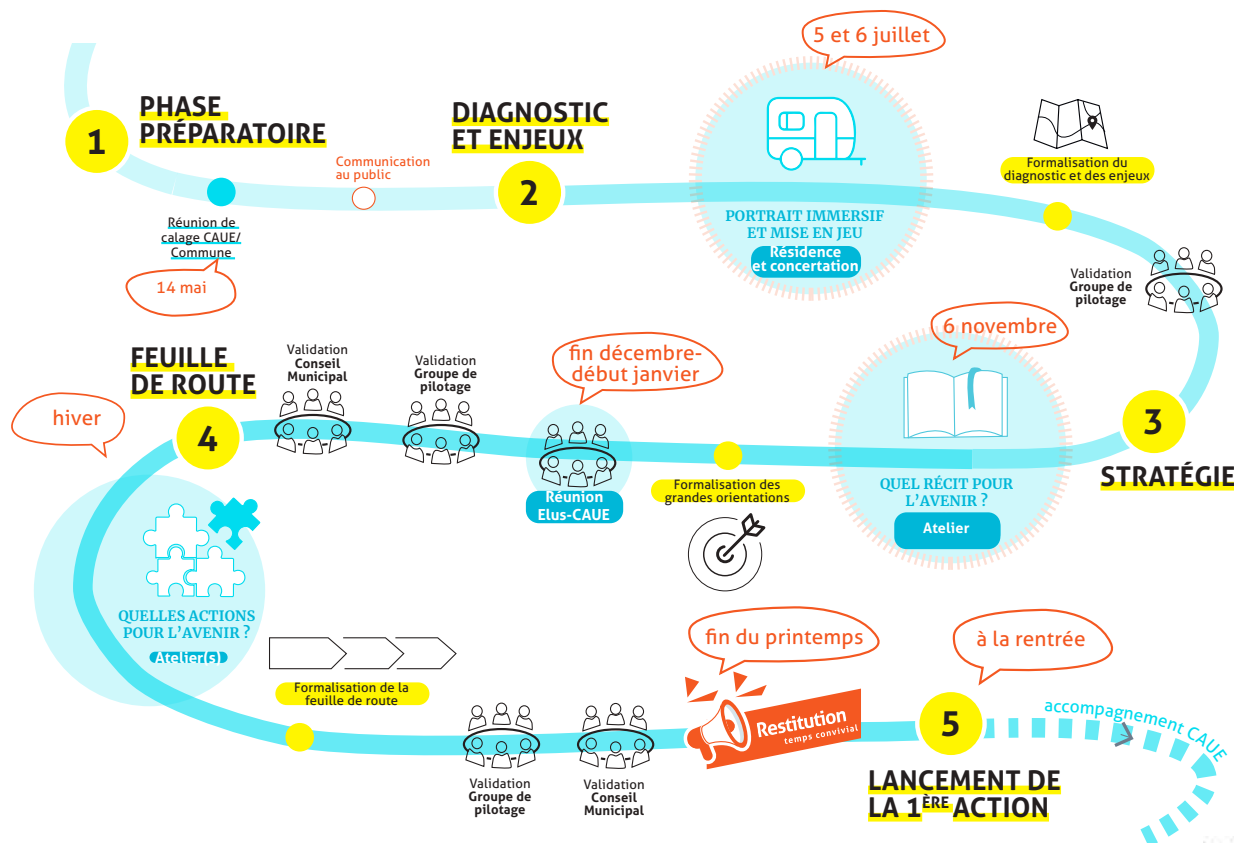 1
PHASE
PRÉPARATOIRE
Réunion de
calage CAUE/
Commune
14 mai
Communication
au public
2
DIAGNOSTIC
ET ENJEUX
5 et 6 juillet
PORTRAIT IMMERSIF
ET MISE EN JEU
Résidence
et concertation
Formalisation du
diagnostic et des enjeux
Validation
Groupe de
pilotage
3
STRATÉGIE
6 novembre
QUEL RÉCIT POUR
L'AVENIR ?
Atelier
Formalisation des
grandes orientations
fin décembre-
début janvier
Réunion
Elus-CAUE
Validation
Groupe de
pilotage
Validation
Conseil
Municipal
FEUILLE
DE ROUTE
4
hiver
QUELLES ACTIONS
POUR L'AVENIR ?
Atelier(s)
Formalisation de la
feuille de route
Validation
Groupe de
pilotage
Validation
Conseil
Municipal
fin du printemps
Restitution
temps convivial
à la rentrée
5
LANCEMENT DE
LA 1ÈRE ACTION
accompagnement CAUE